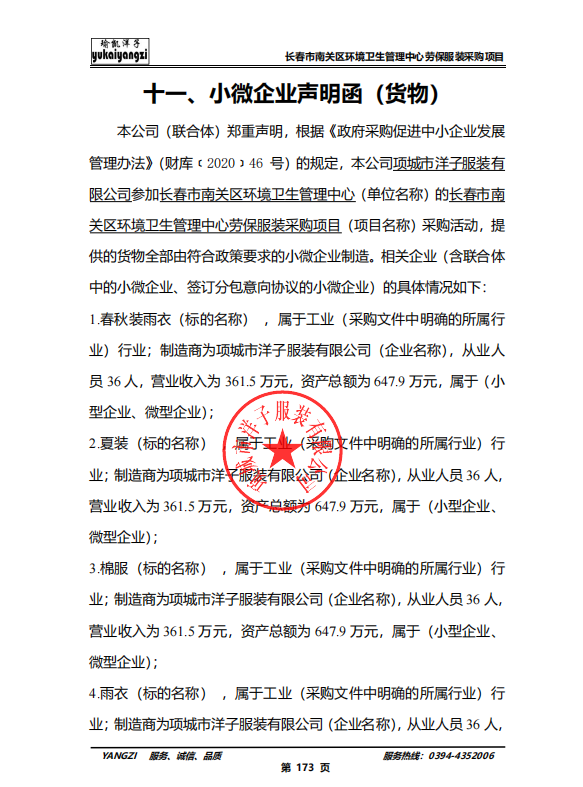 瑜凯洋子
yukaiyangzi
长春市南关区环境卫生管理中心劳保服装采购项目
十一、小微企业声明函（货物）
本公司（联合体）郑重声明，根据《政府采购促进中小企业发展
管理办法》（财库﹝2020﹞46 号）的规定，本公司项城市洋子服装有
限公司参加长春市南关区环境卫生管理中心（单位名称）的长春市南
关区环境卫生管理中心劳保服装采购项目（项目名称）采购活动，提
供的货物全部由符合政策要求的小微企业制造。相关企业（含联合体
中的小微企业、签订分包意向协议的小微企业）的具体情况如下：
1.春秋装雨衣（标的名称） ，属于工业（采购文件中明确的所属行
业）行业；制造商为项城市洋子服装有限公司（企业名称），从业人
员 36 人，营业收入为 361.5 万元，资产总额为 647.9 万元，属于（小
型企业、微型企业）；
2.夏装（标的名称） ，属于工业（采购文件中明确的所属行业）行
业；制造商为项城市洋子服装有限公司（企业名称），从业人员 36 人，
营业收入为 361.5 万元，资产总额为 647.9 万元，属于（小型企业、
微型企业）；
项城市洋子服装有限公司
3.棉服（标的名称） ，属于工业（采购文件中明确的所属行业）行
业；制造商为项城市洋子服装有限公司（企业名称），从业人员 36 人，
营业收入为 361.5 万元，资产总额为 647.9 万元，属于（小型企业、
微型企业）；
4.雨衣（标的名称） ，属于工业（采购文件中明确的所属行业）行
业；制造商为项城市洋子服装有限公司（企业名称），从业人员 36 人，
YANGZI 服务、诚信、品质 服务热线：0394-4352006
第 173 页